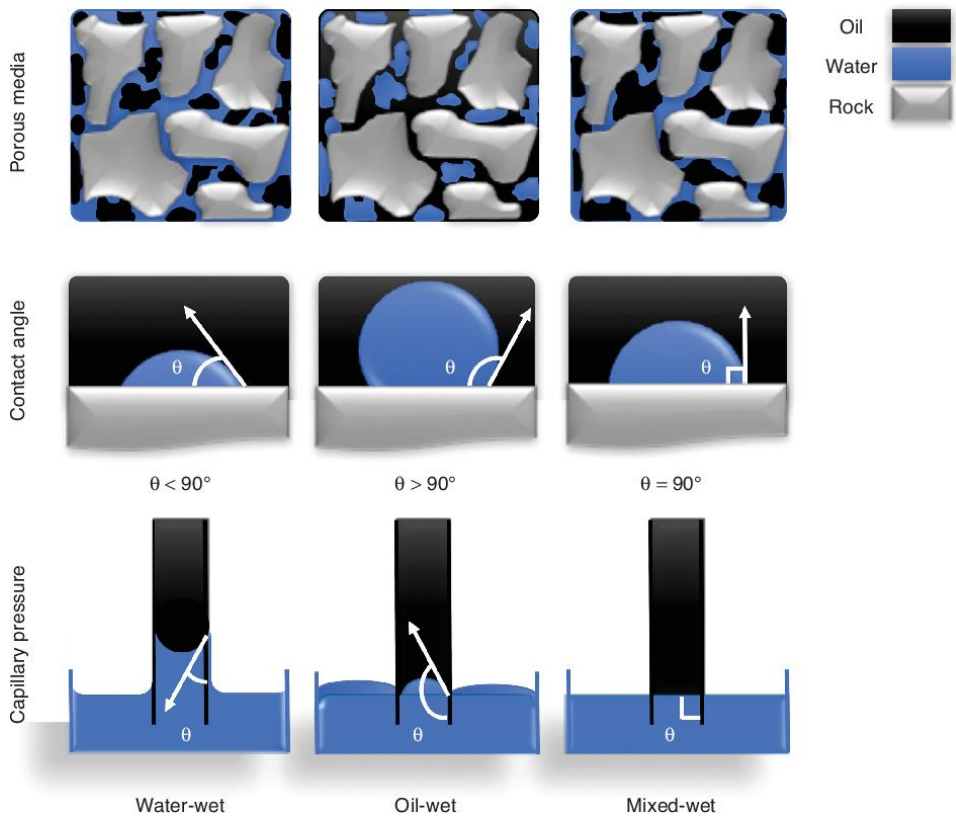 Oil
Water
Rock
Porous media
θ
θ
θ
Contact angle
θ < 90°
θ > 90°
θ = 90°
Capillary pressure
θ
θ
θ
Water-wet
Oil-wet
Mixed-wet